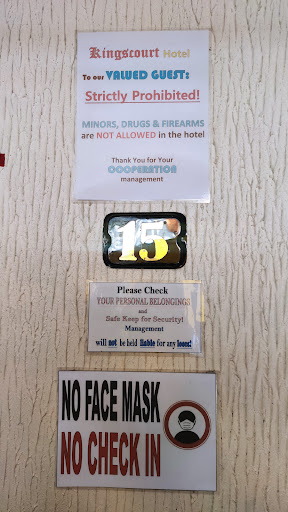 Kingscourt Hotel
To our VALUED GUEST:
Strictly Prohibited!
MINORS, DRUGS & FIREARMS
are NOT ALLOWED in the hotel
Thank You for Your
COOPERATION
management
15
Please Check
YOUR PERSONAL BELONGINGS
and
Safe Keep for Security!
Management
will not be held liable for any loses!
NO FACE MASK
NO CHECK IN